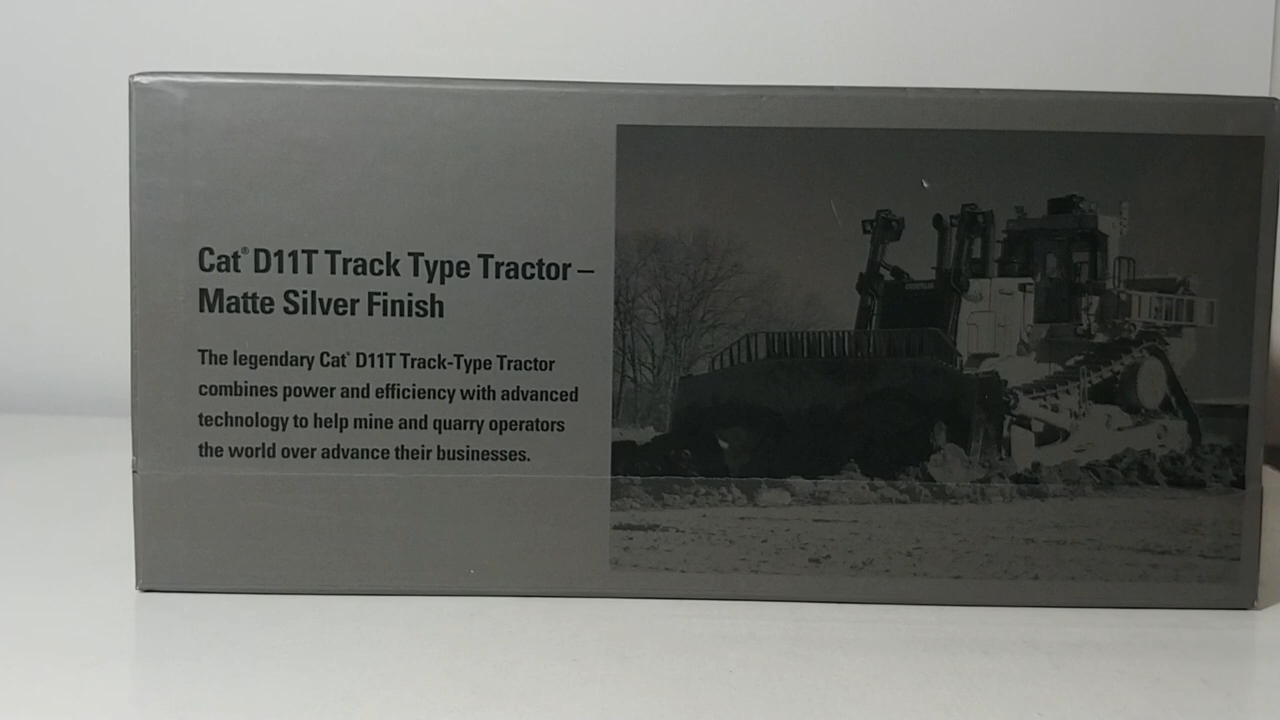 Cat® D11T Track Type Tractor –
Matte Silver Finish
The legendary Cat® D11T Track-Type Tractor
combines power and efficiency with advanced
technology to help mine and quarry operators
the world over advance their businesses.
CATERPILLAR